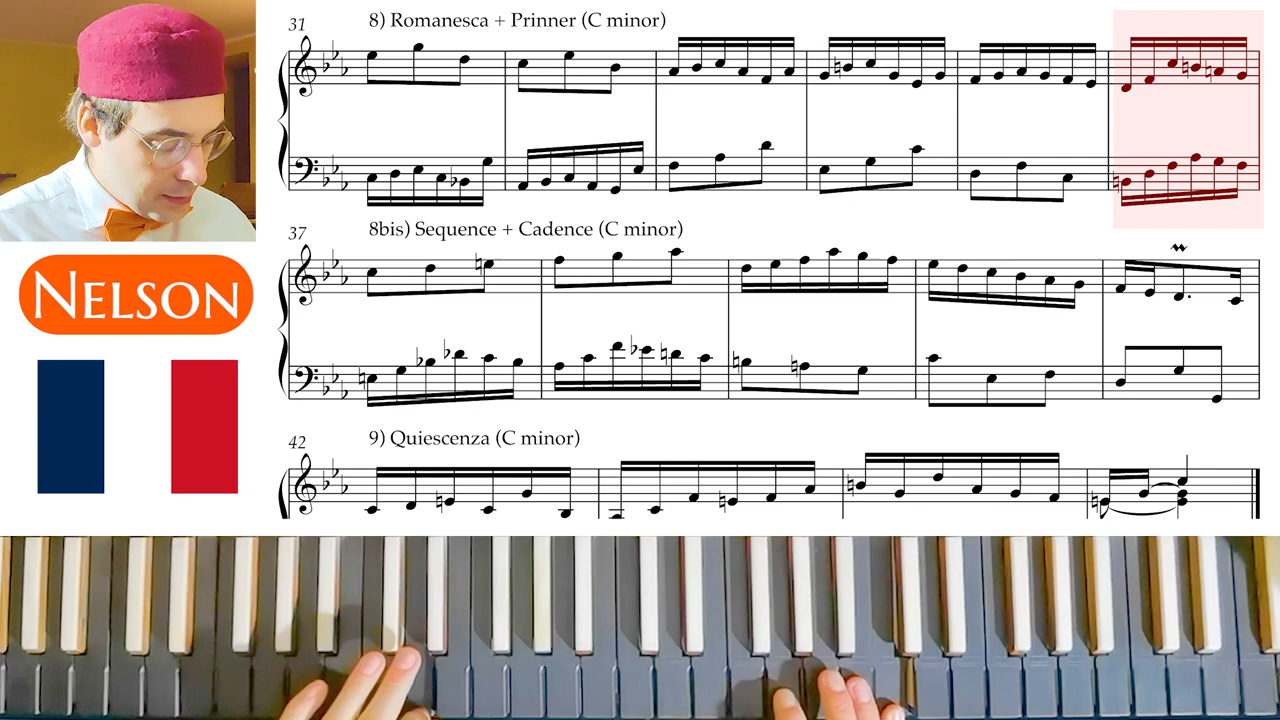 31
8) Romanesca + Prinner (C minor)
NELSON
37
8bis) Sequence + Cadence (C minor)
42
9) Quiescenza (C minor)